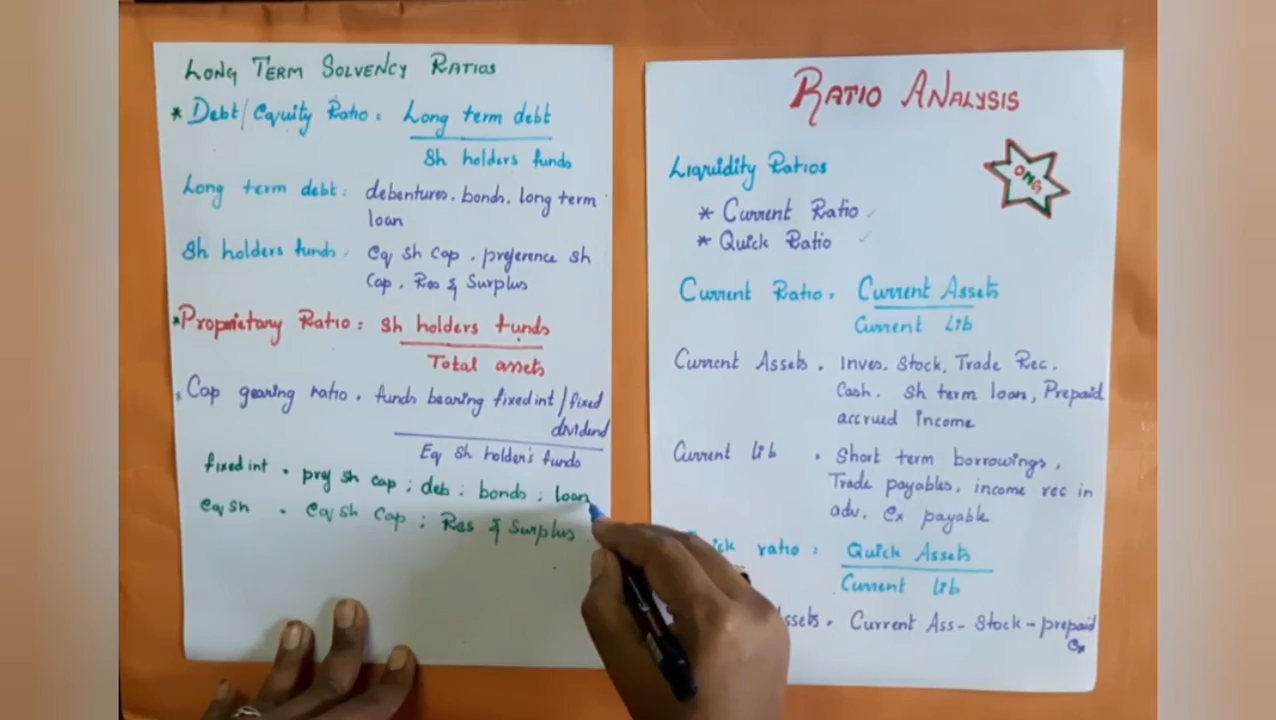 LONG TERM SOLVENCY RATIOS
* Debt/Equity Ratio : Long term debt
Sh holders funds
Long term debt : debentures, bonds, long term
loan
Sh holders funds : Eq Sh Cap, preference Sh
Cap, Res & Surplus
* Proprietary Ratio : Sh holders funds
Total assets
* Cap gearing ratio . funds bearing fixed int/fixed
dividend
Eq Sh holder's funds
fixed int . prej sh cap ; deb ; bonds ; loan
Eq sh . Eq Sh Cap ; Res & Surplus
RATIO ANALYSIS
OMG
Liquidity Ratios
* Current Ratio ✓
* Quick Ratio ✓
Current Ratio . Current Assets
Current Lib
Current Assets . Inves, Stock, Trade Rec,
Cash, Sh term loan, Prepaid
accrued Income
Current Lib . Short term borrowings,
Trade payables, income rec in
adv, Ex payable
ratio : Quick Assets
Current Lib
Assets . Current Ass - Stock - prepaid
Ex